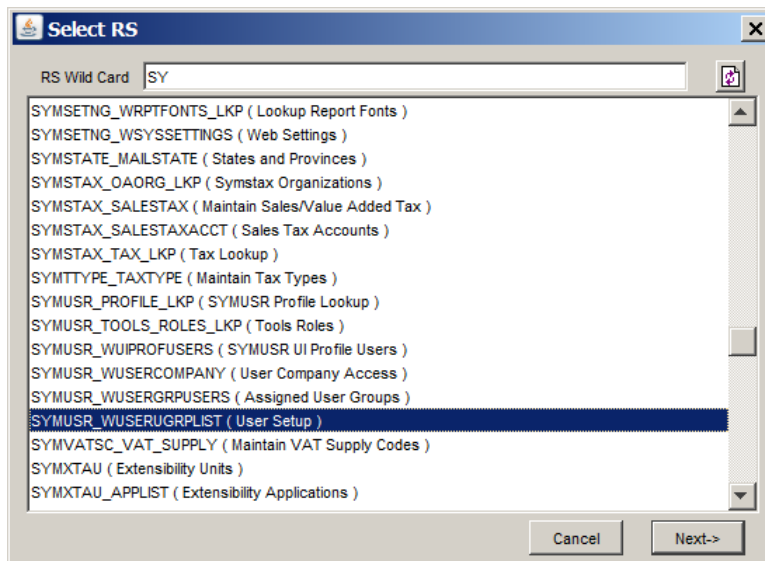 Select RS
RS Wild Card SY
SYMSETNG_WRPTFONTS_LKP ( Lookup Report Fonts )
SYMSETNG_WSYSSETTINGS ( Web Settings )
SYMSTATE_MAILSTATE ( States and Provinces )
SYMSTAX_OAORG_LKP ( Symstax Organizations )
SYMSTAX_SALESTAX ( Maintain Sales/Value Added Tax )
SYMSTAX_SALESTAXACCT ( Sales Tax Accounts )
SYMSTAX_TAX_LKP ( Tax Lookup )
SYMTTYPE_TAXTYPE ( Maintain Tax Types )
SYMUSR_PROFILE_LKP ( SYMUSR Profile Lookup )
SYMUSR_TOOLS_ROLES_LKP ( Tools Roles )
SYMUSR_WUIPROFUSERS ( SYMUSR UI Profile Users )
SYMUSR_WUSERCOMPANY ( User Company Access )
SYMUSR_WUSERGRPUSERS ( Assigned User Groups )
SYMUSR_WUSERUGRPLIST ( User Setup )
SYMVATSC_VAT_SUPPLY ( Maintain VAT Supply Codes )
SYMXTAU ( Extensibility Units )
SYMXTAU_APPLIST ( Extensibility Applications )
Cancel Next->